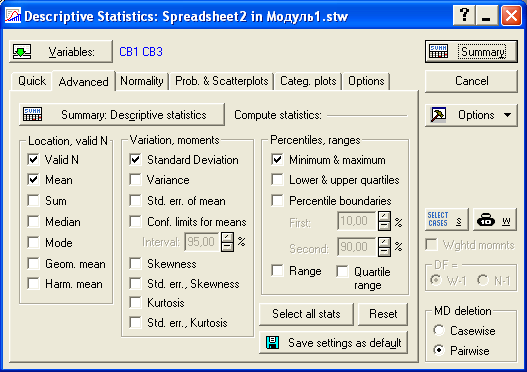 Descriptive Statistics: Spreadsheet2 in Модуль1.stw
Variables: CB1 CB3
Summary
Cancel
Options
Quick Advanced Normality Prob. & Scatterplots Categ. plots Options
Summary: Descriptive statistics
Compute statistics:
Location, valid N
Valid N
Mean
Sum
Median
Mode
Geom. mean
Harm. mean
Variation, moments
Standard Deviation
Variance
Std. err. of mean
Conf. limits for means
Interval: 95,00 %
Skewness
Std. err., Skewness
Kurtosis
Std. err., Kurtosis
Percentiles, ranges
Minimum & maximum
Lower & upper quartiles
Percentile boundaries
First: 10,00 %
Second: 90,00 %
Range
Quartile
range
Select all stats Reset
Save settings as default
SELECT
CASES S
W
Wghtd momnts
DF =
W-1 N-1
MD deletion
Casewise
Pairwise